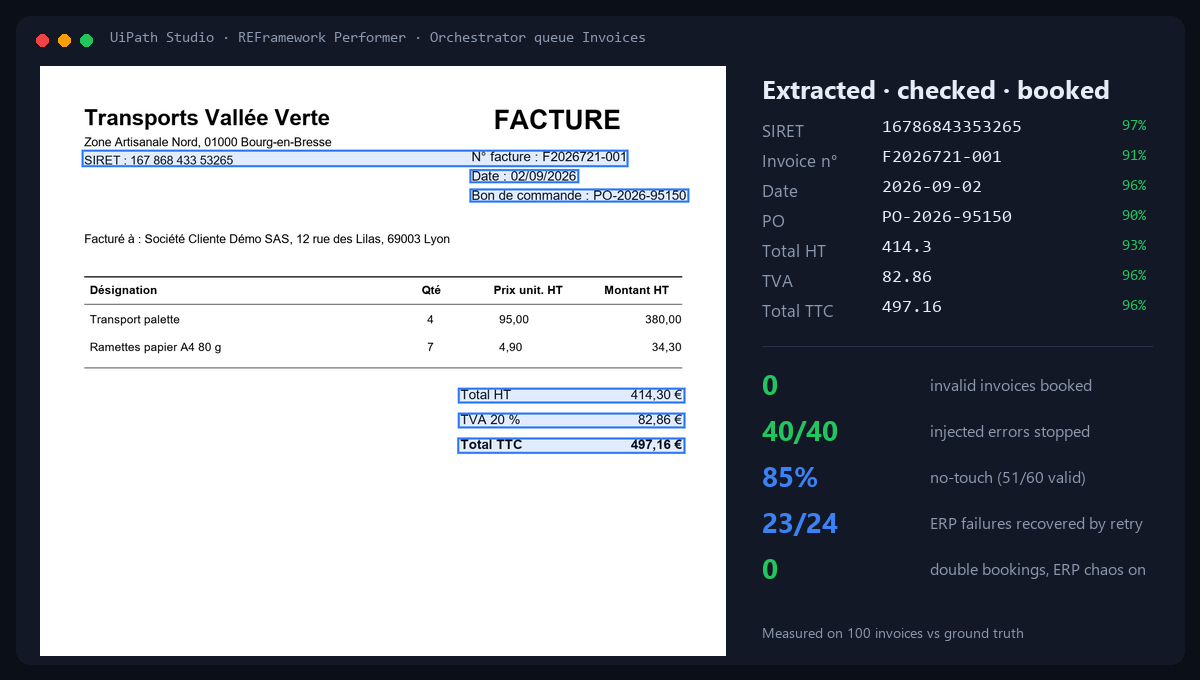 UiPath Studio · REFramework Performer · Orchestrator queue Invoices
Transports Vallée Verte
FACTURE
Zone Artisanale Nord, 01000 Bourg-en-Bresse
SIRET : 167 868 433 53265
N° facture : F2026721-001
Date : 02/09/2026
Bon de commande : PO-2026-95150
Facturé à : Société Cliente Démo SAS, 12 rue des Lilas, 69003 Lyon
Désignation Qté Prix unit. HT Montant HT
Transport palette 4 95,00 380,00
Ramettes papier A4 80 g 7 4,90 34,30
Total HT 414,30 €
TVA 20 % 82,86 €
Total TTC 497,16 €
Extracted · checked · booked
SIRET 16786843353265 97%
Invoice n° F2026721-001 91%
Date 2026-09-02 96%
PO PO-2026-95150 90%
Total HT 414.3 93%
TVA 82.86 96%
Total TTC 497.16 96%
0 invalid invoices booked
40/40 injected errors stopped
85% no-touch (51/60 valid)
23/24 ERP failures recovered by retry
0 double bookings, ERP chaos on
Measured on 100 invoices vs ground truth